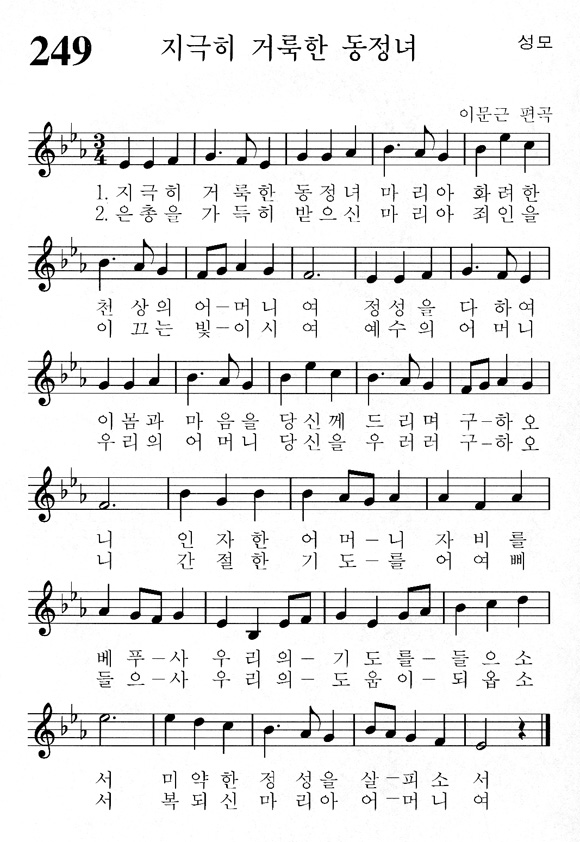 249 지극히 거룩한 동정녀 성모
이문근 편곡
3
4
1. 지 극 히 거 룩 한 동 정 녀 마 리 아 화 려 한
2. 은 총 을 가 득 히 받 으 신 마 리 아 죄 인 을
천 상 의 어 - 머 니 여 정 성 을 다 하 여
이 끄 는 빛 - 이 시 여 예 수 의 어 머 니
이 몸 과 마 음 을 당 신 께 드 리 며 구 - 하 오
우 리 의 어 머 니 당 신 을 우 러 러 구 - 하 오
니 인 자 한 어 머 - 니 자 비 를
니 간 절 한 기 도 - 를 어 여 삐
베 푸 - 사 우 리 의 - 기 도 를 - 들 으 소
들 으 - 사 우 리 의 - 도 움 이 - 되 옵 소
서 미 약 한 정 성 을 살 - 피 소 서
서 복 되 신 마 리 아 어 - 머 니 여